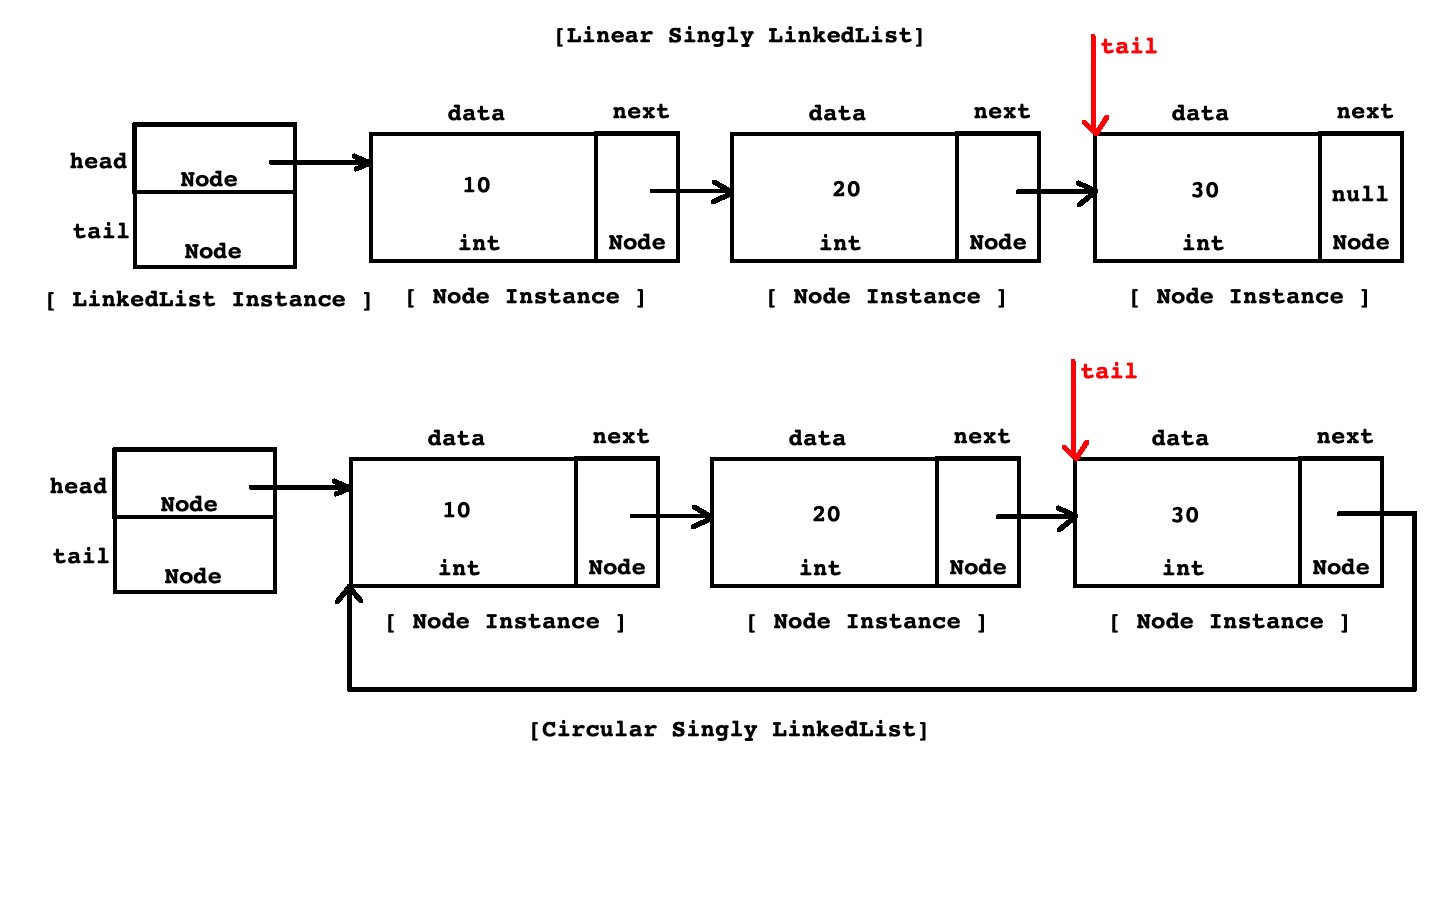 [Linear Singly LinkedList]
tail
data next data next data next
head Node 10 20 30 null
tail Node int Node int Node int Node
[ LinkedList Instance ] [ Node Instance ] [ Node Instance ] [ Node Instance ]
tail
data next data next data next
head Node 10 20 30
tail Node int Node int Node int Node
[ Node Instance ] [ Node Instance ] [ Node Instance ]
[Circular Singly LinkedList]